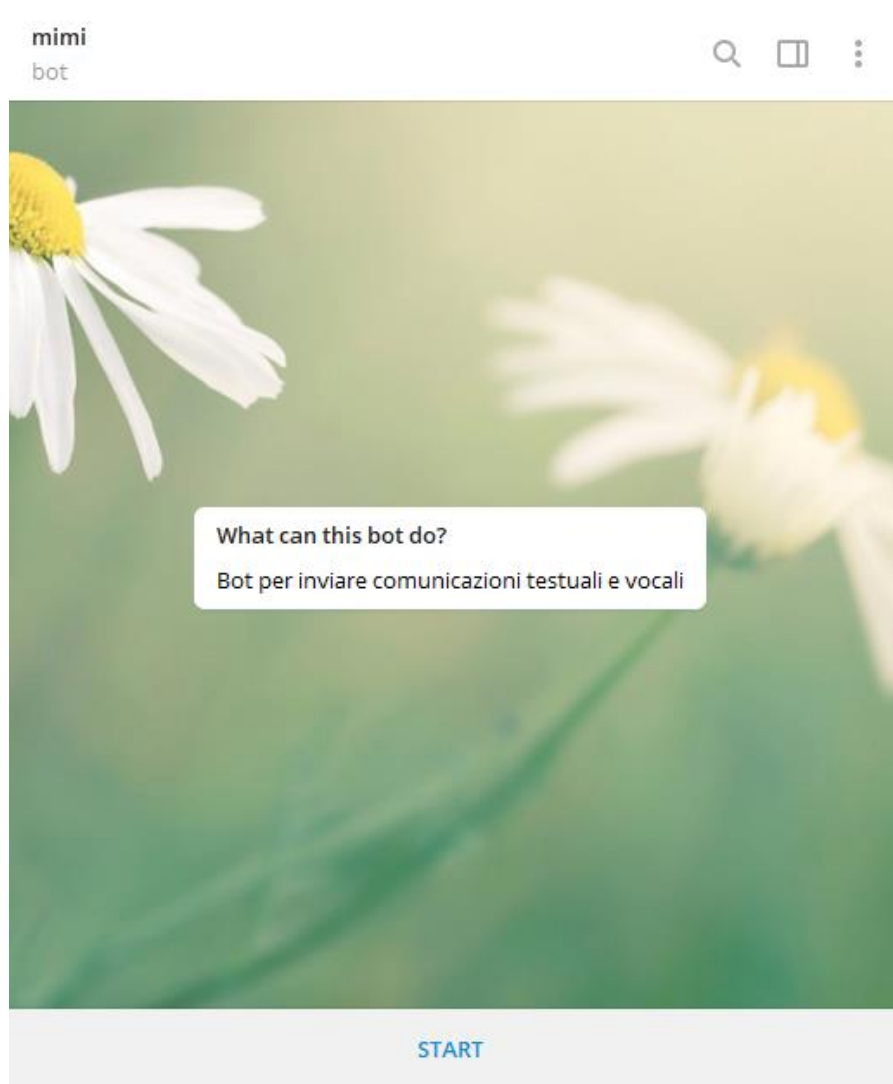 mimi
bot
What can this bot do?
Bot per inviare comunicazioni testuali e vocali
START